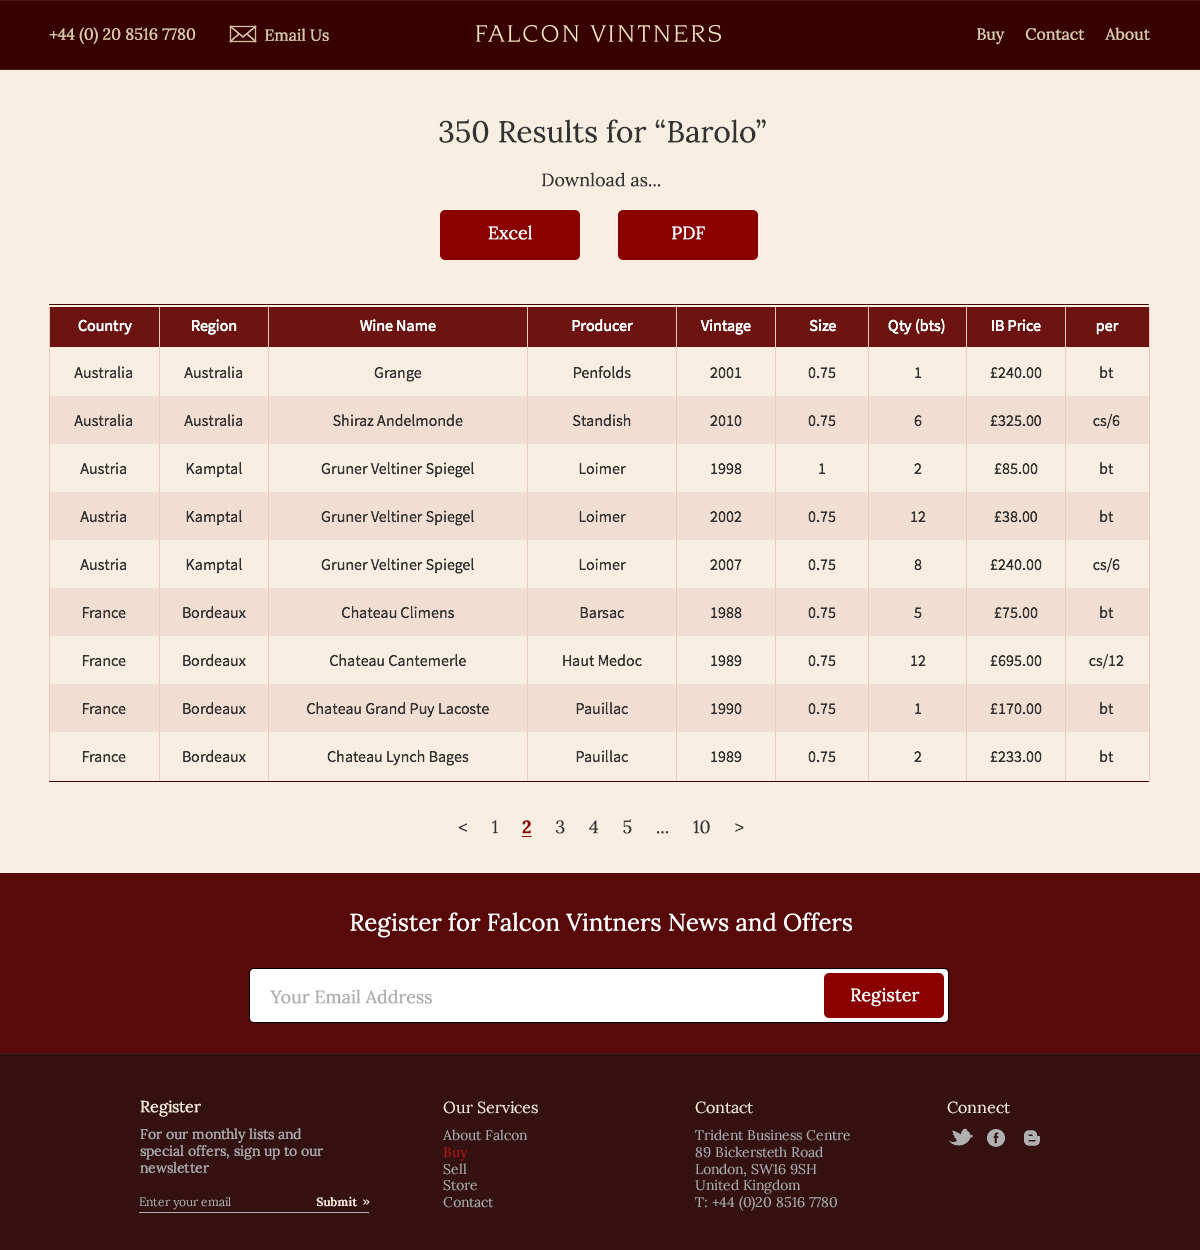 +44 (0) 20 8516 7780 Email Us FALCON VINTNERS Buy Contact About
350 Results for “Barolo”
Download as...
Excel PDF
Country Region Wine Name Producer Vintage Size Qty (bts) IB Price per
Australia Australia Grange Penfolds 2001 0.75 1 £240.00 bt
Australia Australia Shiraz Andelmonde Standish 2010 0.75 6 £325.00 cs/6
Austria Kamptal Gruner Veltiner Spiegel Loimer 1998 1 2 £85.00 bt
Austria Kamptal Gruner Veltiner Spiegel Loimer 2002 0.75 12 £38.00 bt
Austria Kamptal Gruner Veltiner Spiegel Loimer 2007 0.75 8 £240.00 cs/6
France Bordeaux Chateau Climens Barsac 1988 0.75 5 £75.00 bt
France Bordeaux Chateau Cantemerle Haut Medoc 1989 0.75 12 £695.00 cs/12
France Bordeaux Chateau Grand Puy Lacoste Pauillac 1990 0.75 1 £170.00 bt
France Bordeaux Chateau Lynch Bages Pauillac 1989 0.75 2 £233.00 bt
< 1 2 3 4 5 ... 10 >
Register for Falcon Vintners News and Offers
Your Email Address Register
Register
For our monthly lists and
special offers, sign up to our
newsletter
Enter your email Submit »
Our Services
About Falcon
Buy
Sell
Store
Contact
Contact
Trident Business Centre
89 Bickersteth Road
London, SW16 9SH
United Kingdom
T: +44 (0)20 8516 7780
Connect